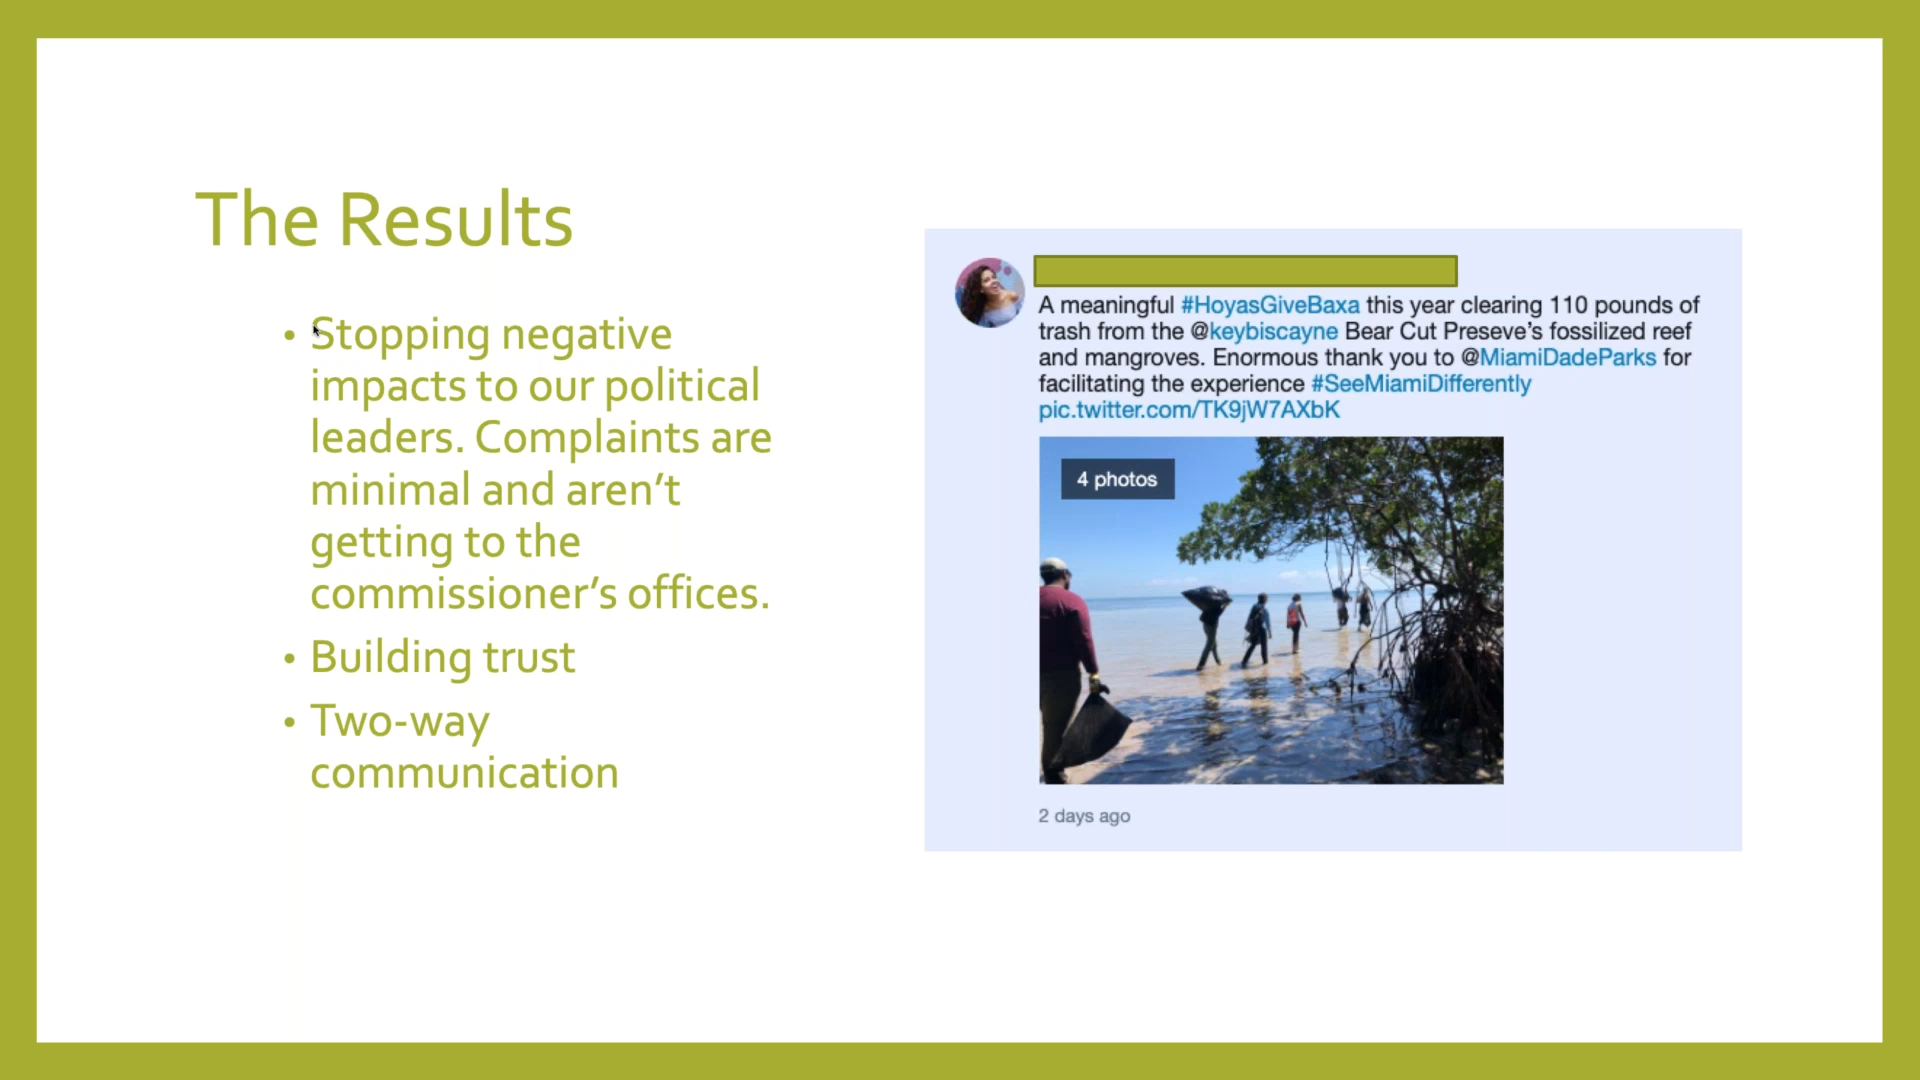 The Results
• Stopping negative
impacts to our political
leaders. Complaints are
minimal and aren’t
getting to the
commissioner’s offices.
• Building trust
• Two-way
communication
A meaningful #HoyasGiveBaxa this year clearing 110 pounds of
trash from the @keybiscayne Bear Cut Preseve’s fossilized reef
and mangroves. Enormous thank you to @MiamiDadeParks for
facilitating the experience #SeeMiamiDifferently
pic.twitter.com/TK9jW7AXbK
4 photos
2 days ago